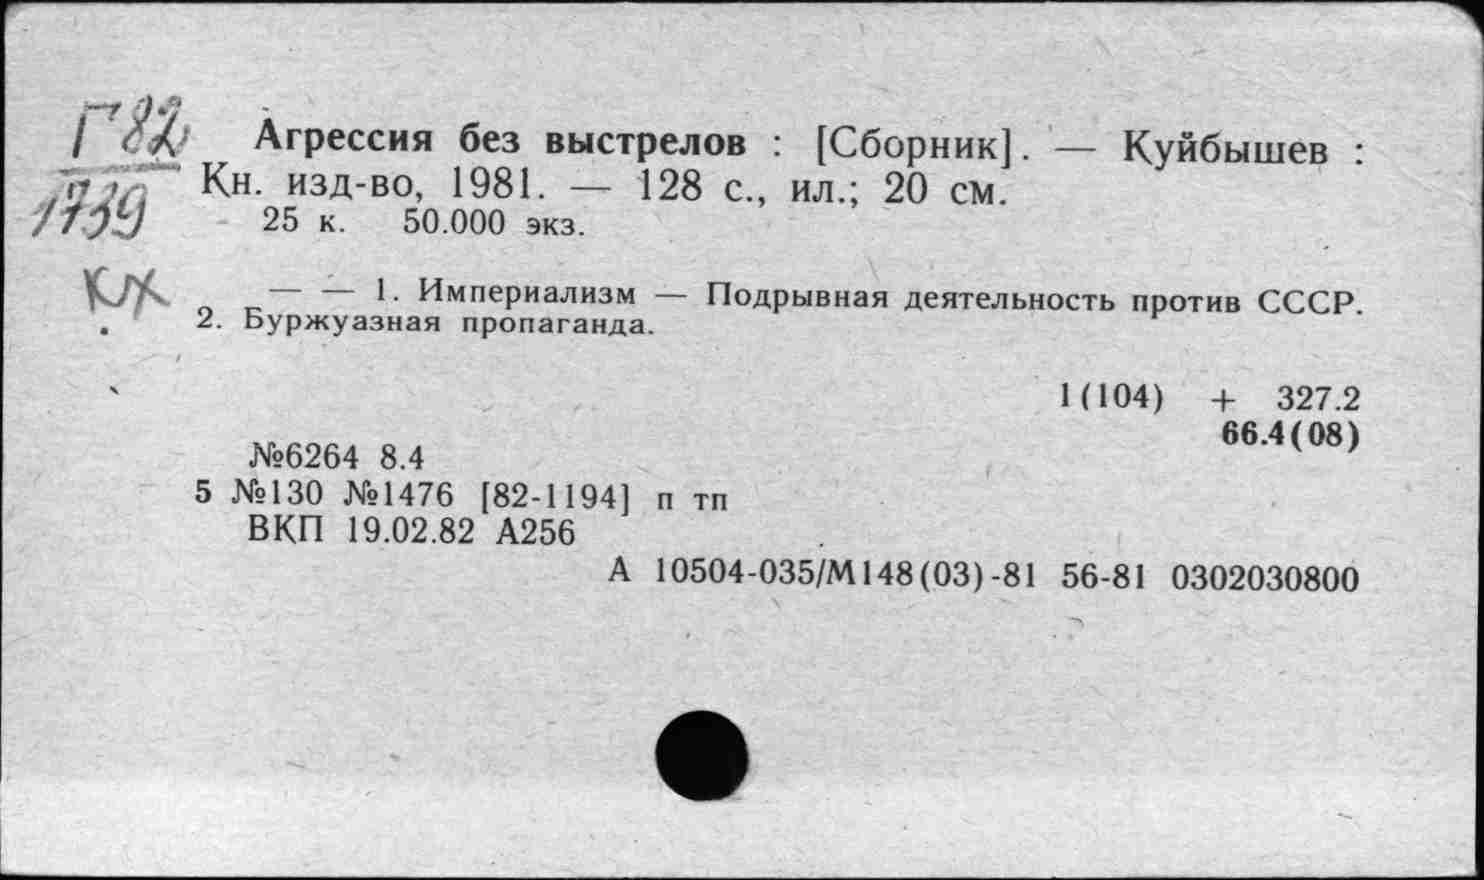 Г82
1739
КХ
Агрессия без выстрелов : [Сборник]. — Куйбышев :
Кн. изд-во, 1981. — 128 с., ил.; 20 см.
25 к. 50.000 экз.
— — 1. Империализм — Подрывная деятельность против СССР.
2. Буржуазная пропаганда.
1(104) + 327.2
66.4(08)
№6264 8.4
5 №130 №1476 [82-1194] п тп
ВКП 19.02.82 А256
А 10504-035/М148(03)-81 56-81 0302030800